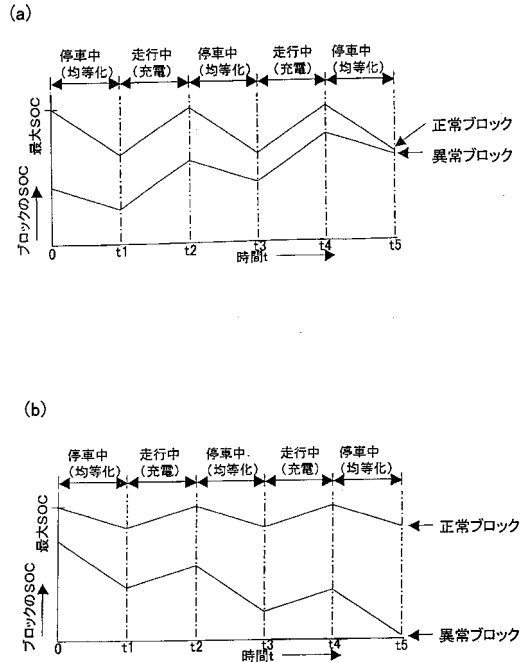 (a)
停車中 走行中 停車中 走行中 停車中
(均等化) (充電) (均等化) (充電) (均等化)
最大SOC
ブロックのSOC
正常ブロック
異常ブロック
0 t1 t2 t3 t4 t5
時間t
(b)
停車中 走行中 停車中 走行中 停車中
(均等化) (充電) (均等化) (充電) (均等化)
最大SOC
ブロックのSOC
正常ブロック
異常ブロック
0 t1 t2 t3 t4 t5
時間t